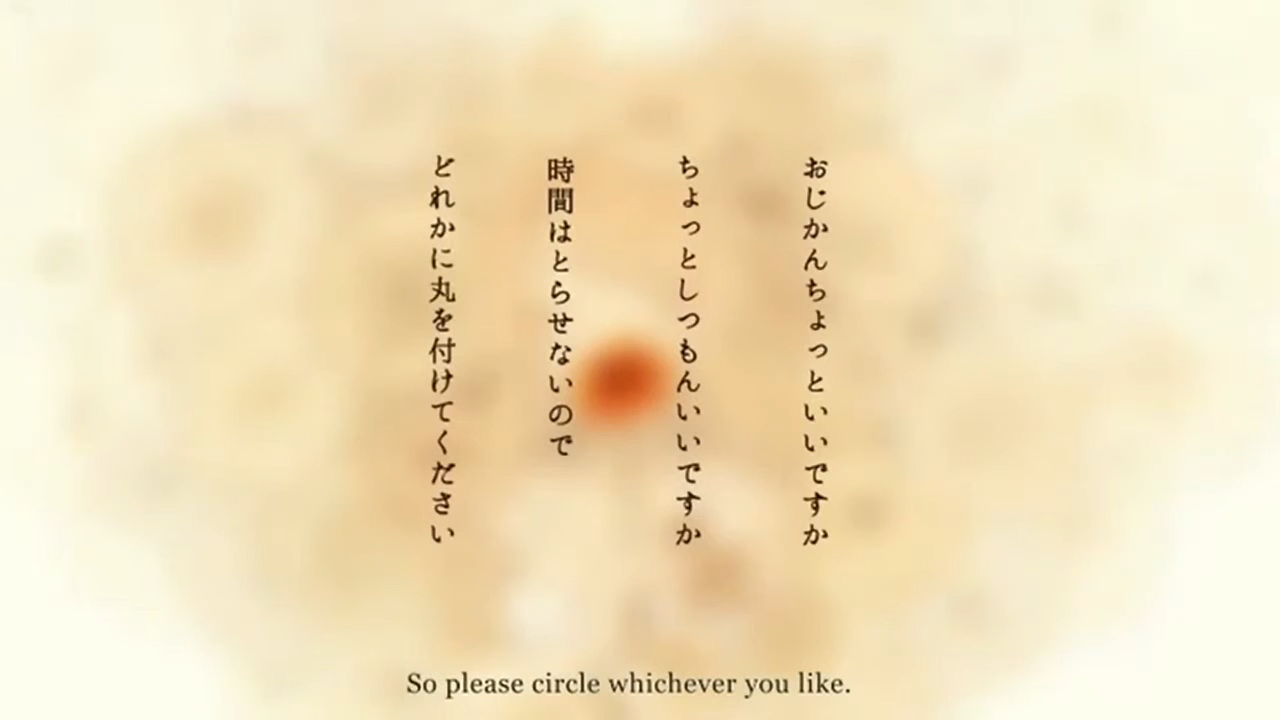 おじかんちょっといいですか
ちょっとしつもんいいですか
時間はとらせないので
どれかに丸を付けてください
So please circle whichever you like.